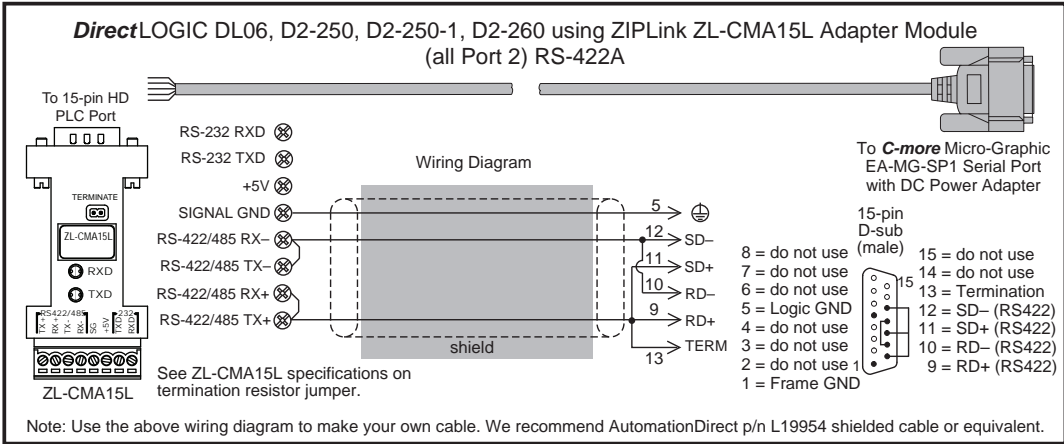 DirectLOGIC DL06, D2-250, D2-250-1, D2-260 using ZIPLink ZL-CMA15L Adapter Module
(all Port 2) RS-422A
To 15-pin HD
PLC Port
TERMINATE
ZL-CMA15L
RXD
TXD
RS422/485
232
TX+
RX+
TX-
RX-
SG
+5V
TXD
RXD
ZL-CMA15L
RS-232 RXD
RS-232 TXD
+5V
SIGNAL GND
RS-422/485 RX–
RS-422/485 TX–
RS-422/485 RX+
RS-422/485 TX+
See ZL-CMA15L specifications on
termination resistor jumper.
Wiring Diagram
shield
5
12 SD–
11 SD+
10 RD–
9 RD+
13 TERM
To C-more Micro-Graphic
EA-MG-SP1 Serial Port
with DC Power Adapter
15-pin
D-sub
(male)
8 = do not use
7 = do not use
6 = do not use
5 = Logic GND
4 = do not use
3 = do not use
2 = do not use
1 = Frame GND
1
15
15 = do not use
14 = do not use
13 = Termination
12 = SD– (RS422)
11 = SD+ (RS422)
10 = RD– (RS422)
9 = RD+ (RS422)
Note: Use the above wiring diagram to make your own cable. We recommend AutomationDirect p/n L19954 shielded cable or equivalent.